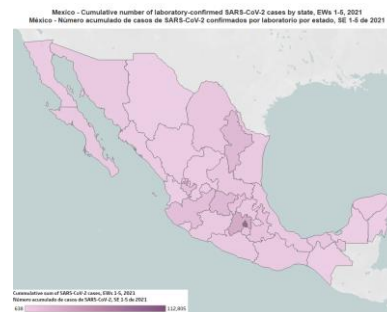 Mexico - Cumulative number of laboratory-confirmed SARS-CoV-2 cases by state, EWs 1-5, 2021
México - Número acumulado de casos de SARS-CoV-2 confirmados por laboratorio por estado, SE 1-5 de 2021
Cummulative sum of SARS-CoV-2 cases, EWs 1-5, 2021
Número acumulado de casos de SARS-CoV-2, SE 1-5 de 2021
638 112,805